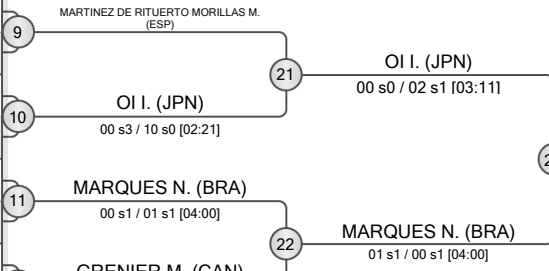 MARTINEZ DE RITUERTO MORILLAS M.
(ESP)
9
21
OI I. (JPN)
00 s0 / 02 s1 [03:11]
OI I. (JPN)
10
00 s3 / 10 s0 [02:21]
MARQUES N. (BRA)
11
00 s1 / 01 s1 [04:00]
22
MARQUES N. (BRA)
01 s1 / 00 s1 [04:00]
GRENIER M. (CAN)